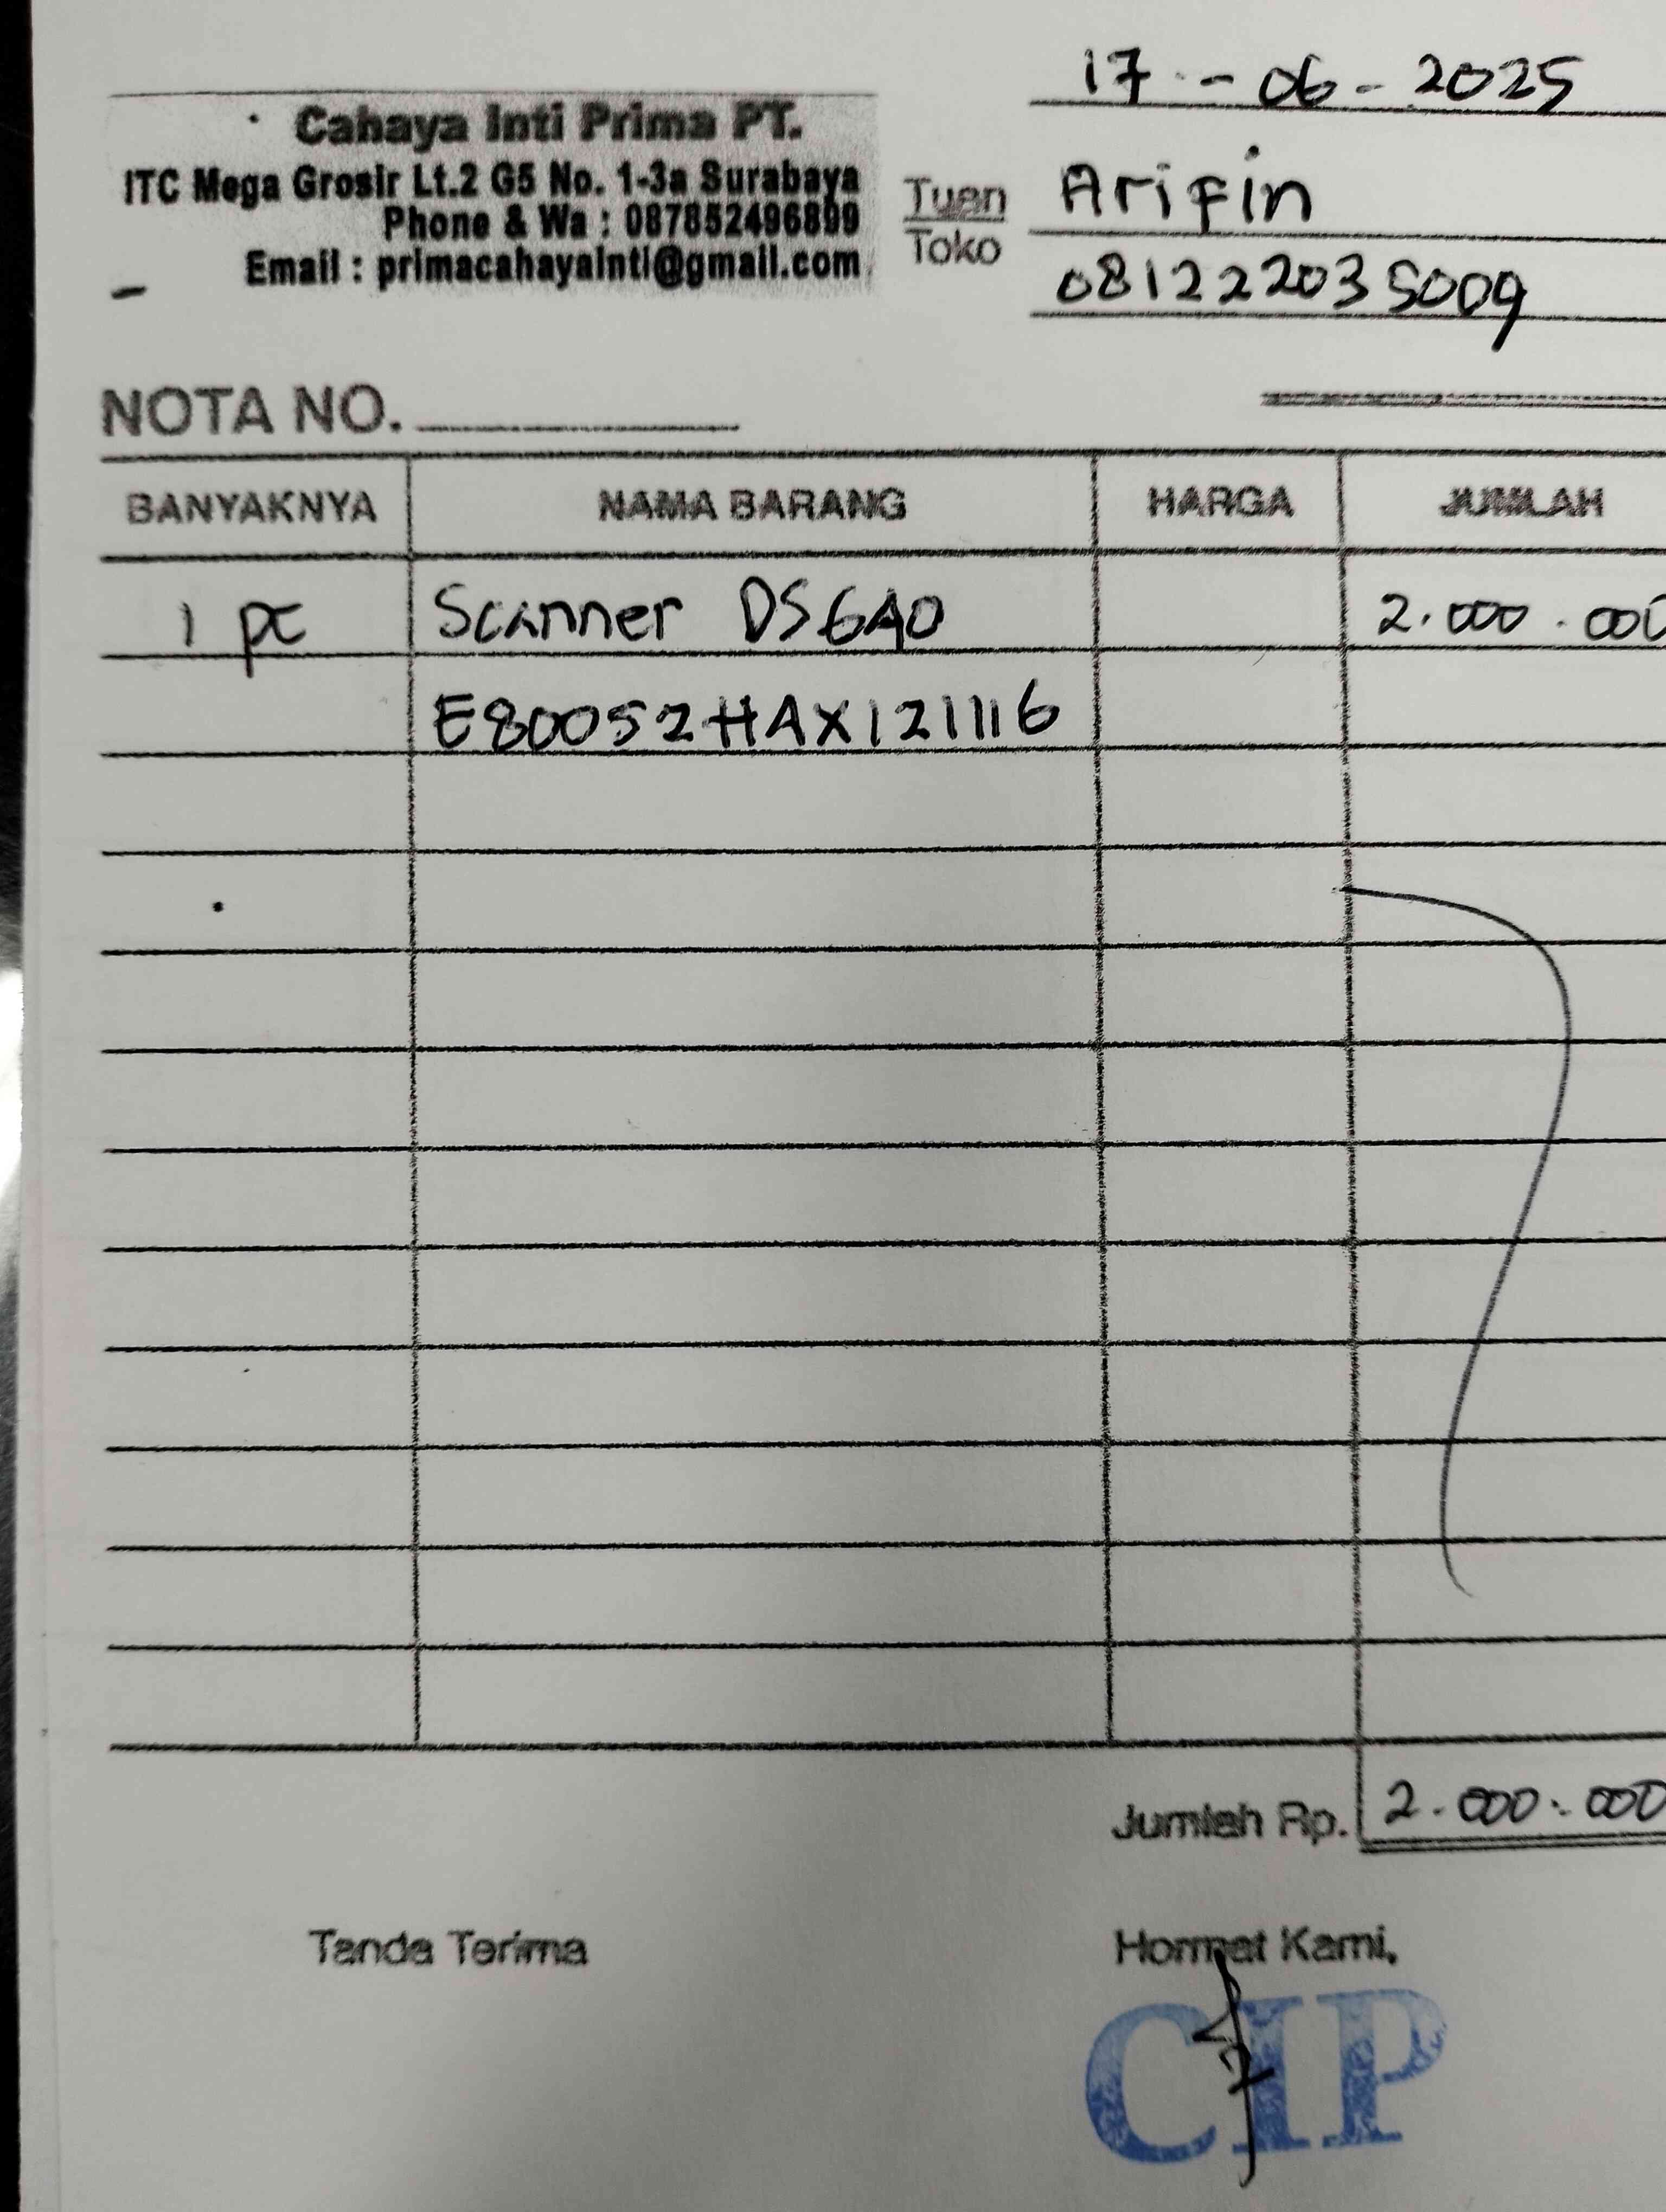 17 - 06 - 2025
Cahaya Inti Prima PT.
ITC Mega Grosir Lt.2 G5 No. 1-3a Surabaya
Phone & Wa : 087852496899
Email : primacahayainti@gmail.com
Tuan Arifin
Toko 081222035009
NOTA NO.
BANYAKNYA NAMA BARANG HARGA JUMLAH
1 pc Scanner DS640 2.000.000
E80052HAX121116
Jumlah Rp. 2.000.000
Tanda Terima Hormat Kami,
CIP